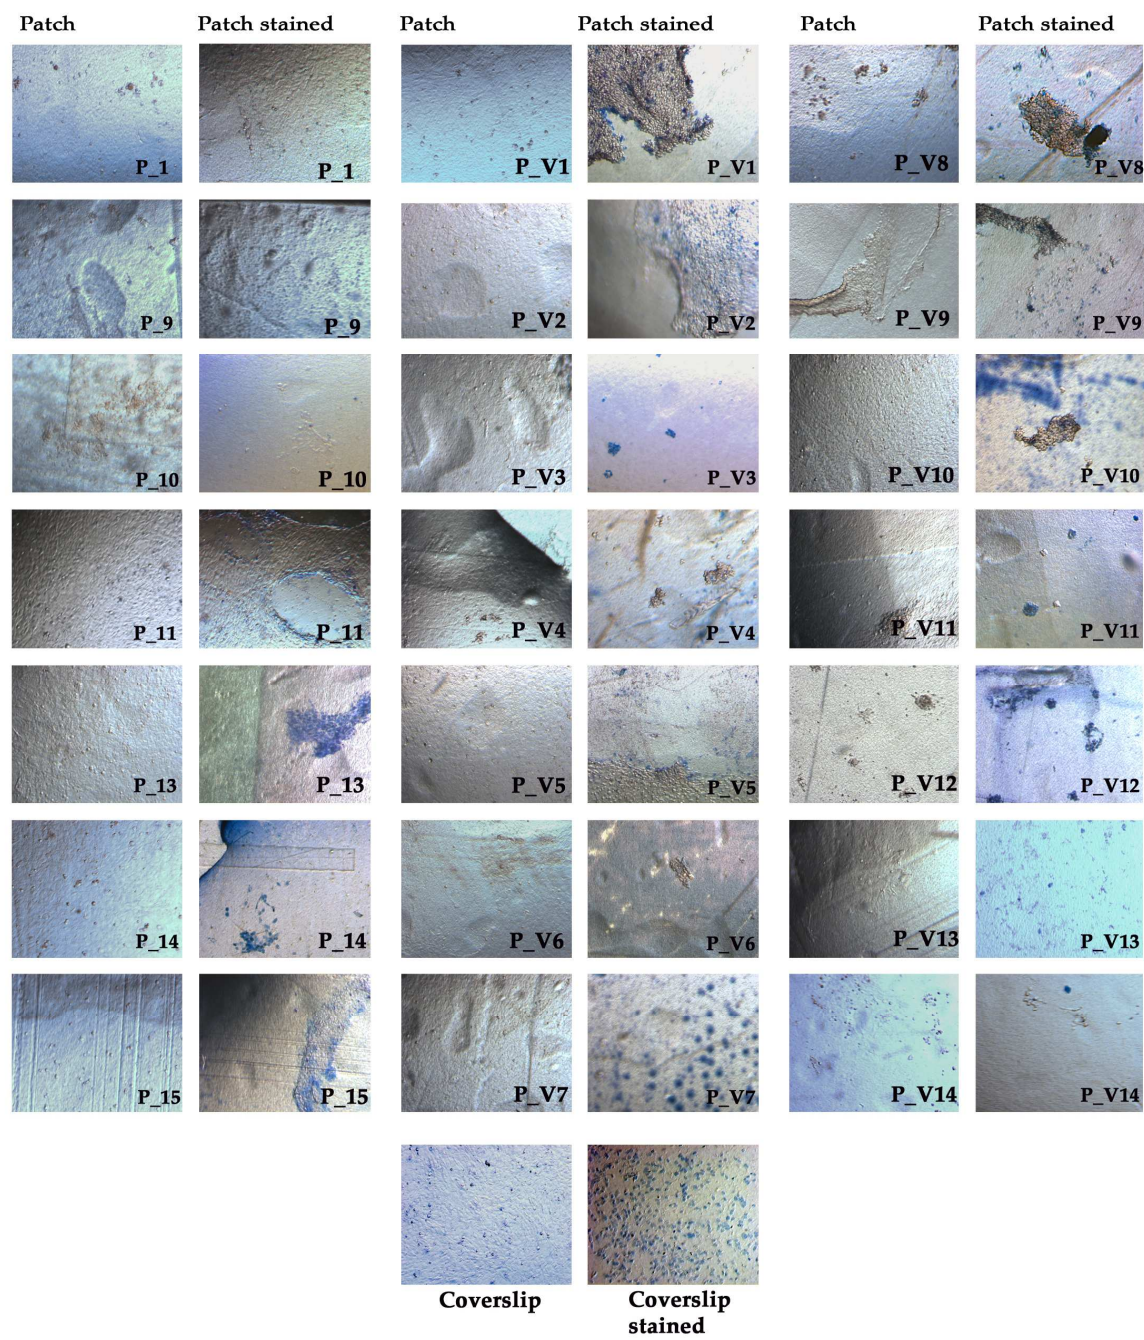 Patch Patch stained Patch Patch stained Patch Patch stained
P_1 P_1 P_V1 P_V1 P_V8 P_V8
P_9 P_9 P_V2 P_V2 P_V9 P_V9
P_10 P_10 P_V3 P_V3 P_V10 P_V10
P_11 P_11 P_V4 P_V4 P_V11 P_V11
P_13 P_13 P_V5 P_V5 P_V12 P_V12
P_14 P_14 P_V6 P_V6 P_V13 P_V13
P_15 P_15 P_V7 P_V7 P_V14 P_V14
Coverslip Coverslip
stained